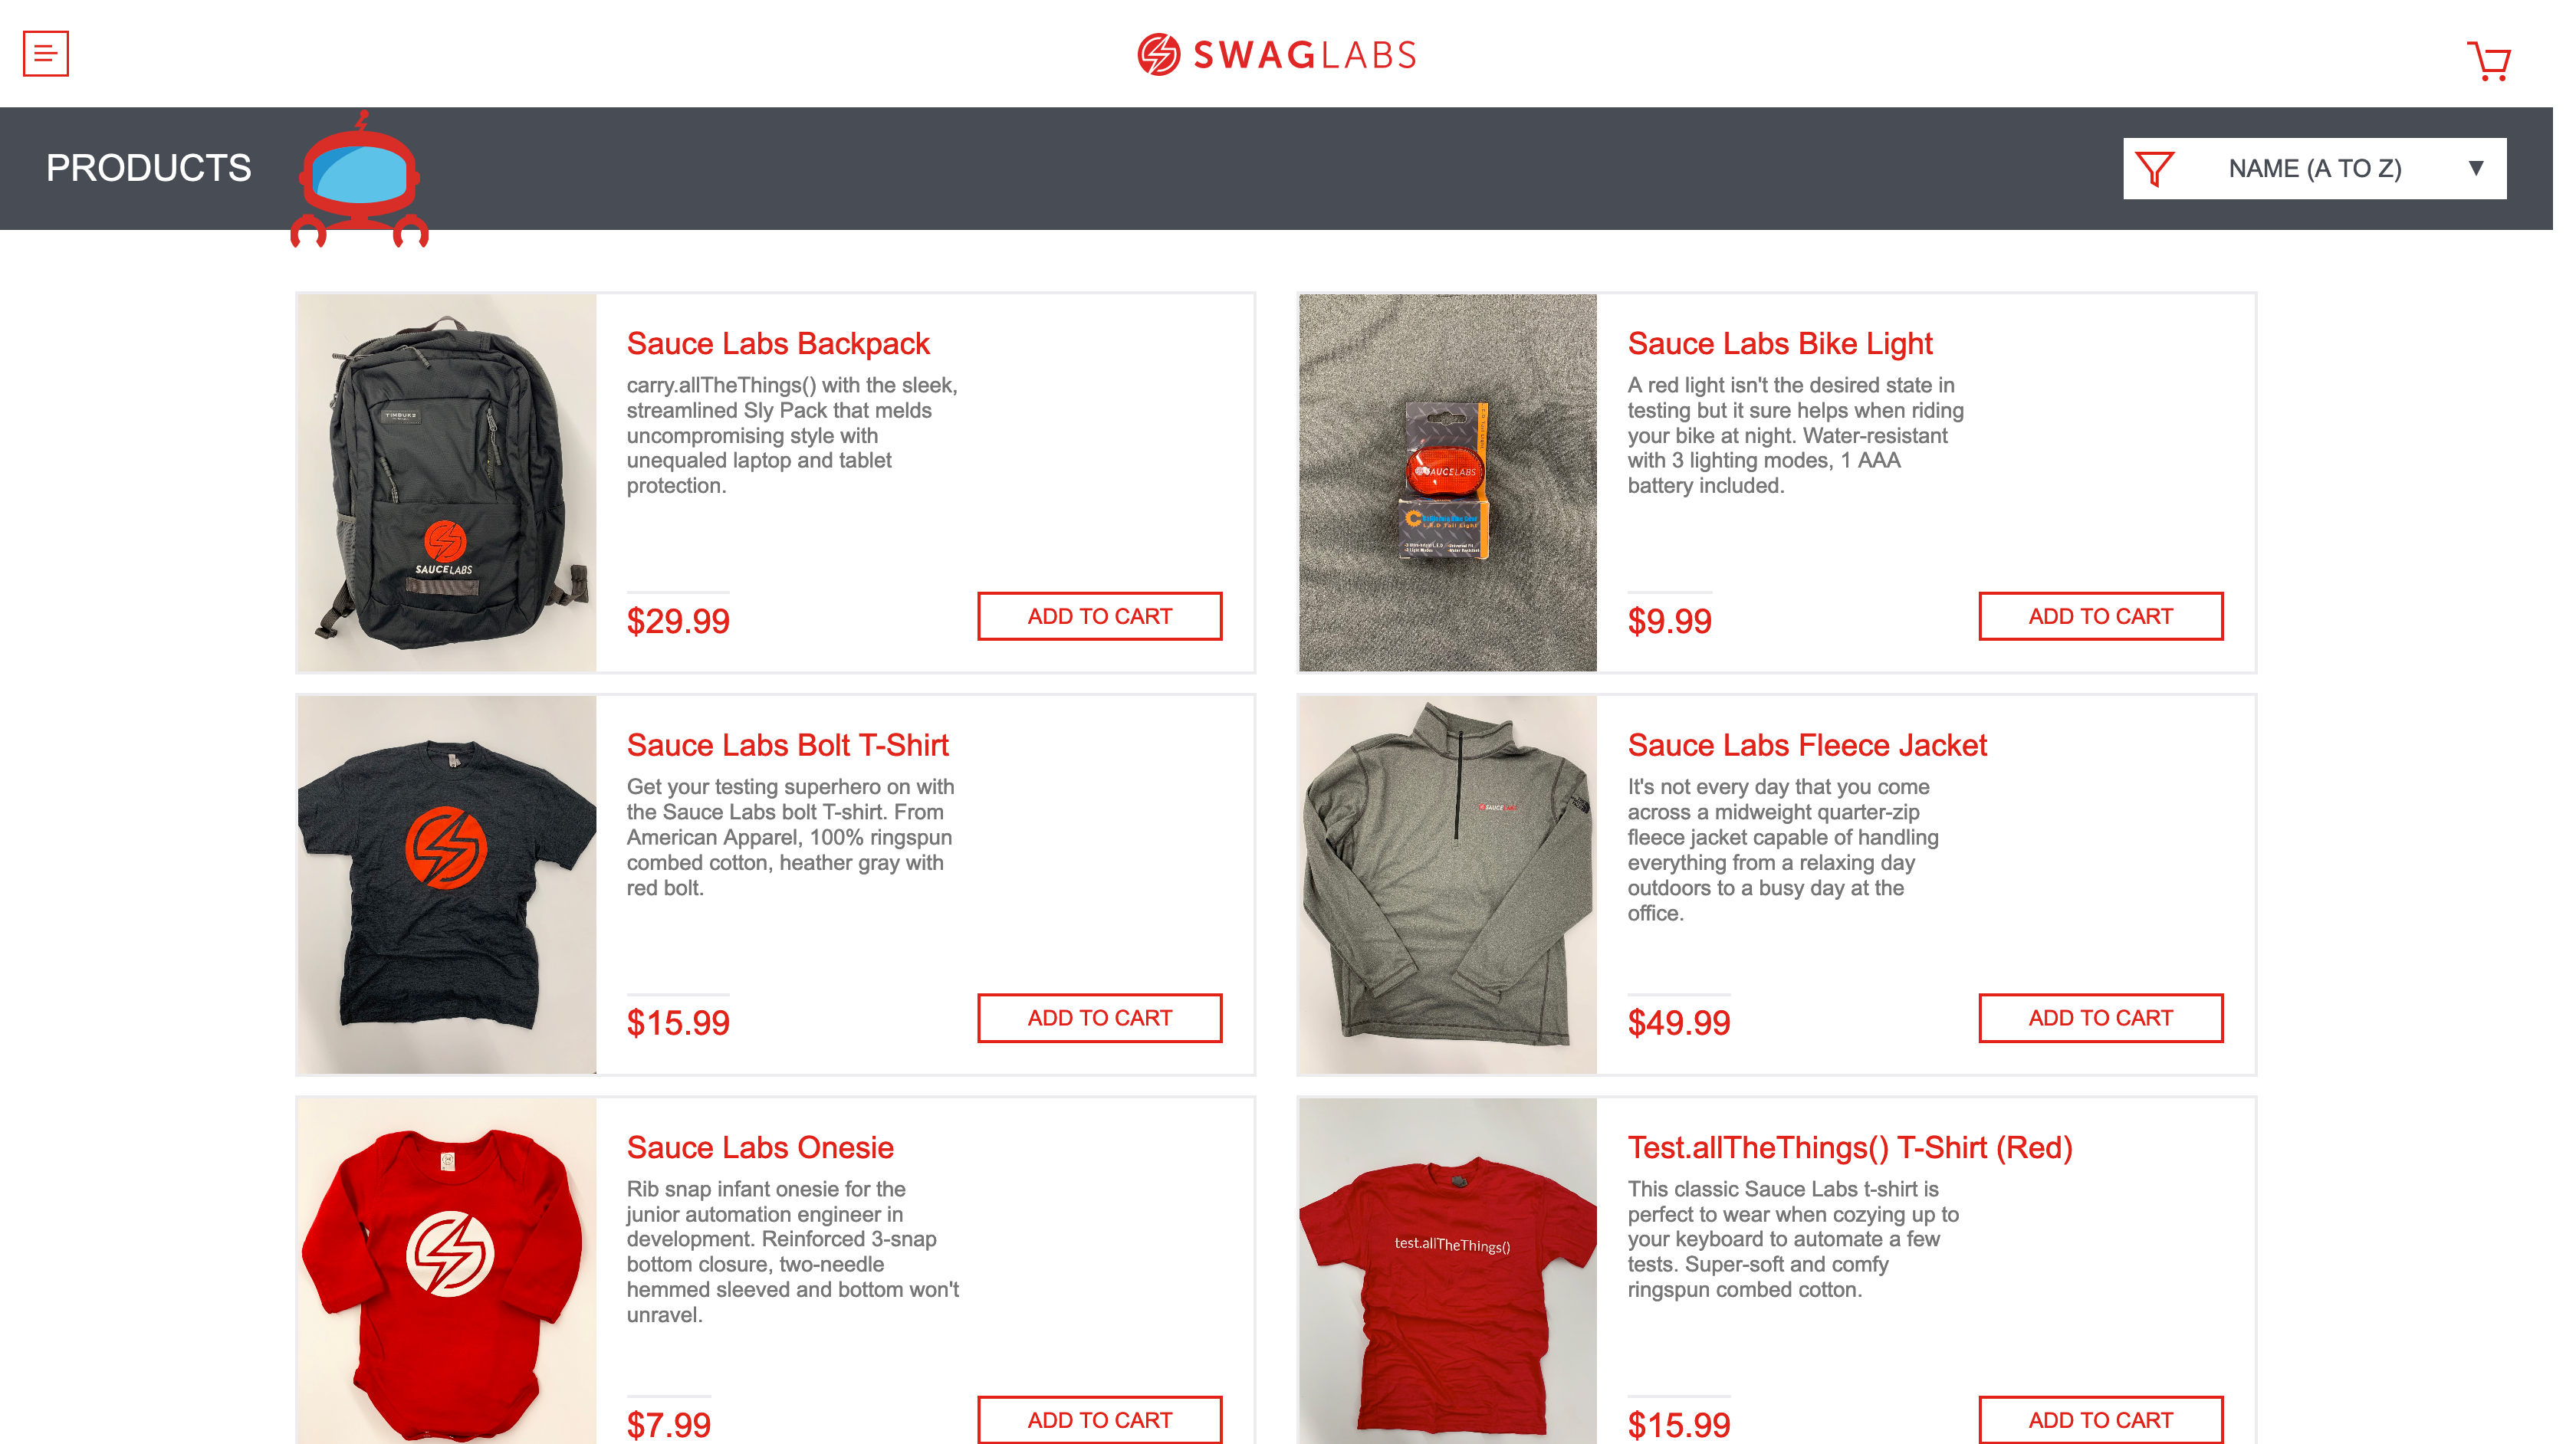 SWAGLABS
PRODUCTS
NAME (A TO Z)
TIMBUK2
SAUCELABS
Sauce Labs Backpack
carry.allTheThings() with the sleek,
streamlined Sly Pack that melds
uncompromising style with
unequaled laptop and tablet
protection.
$29.99
ADD TO CART
SAUCELABS
Sauce Labs Bike Light
A red light isn't the desired state in
testing but it sure helps when riding
your bike at night. Water-resistant
with 3 lighting modes, 1 AAA
battery included.
$9.99
ADD TO CART
Sauce Labs Bolt T-Shirt
Get your testing superhero on with
the Sauce Labs bolt T-shirt. From
American Apparel, 100% ringspun
combed cotton, heather gray with
red bolt.
$15.99
ADD TO CART
SAUCELABS
Sauce Labs Fleece Jacket
It's not every day that you come
across a midweight quarter-zip
fleece jacket capable of handling
everything from a relaxing day
outdoors to a busy day at the
office.
$49.99
ADD TO CART
Sauce Labs Onesie
Rib snap infant onesie for the
junior automation engineer in
development. Reinforced 3-snap
bottom closure, two-needle
hemmed sleeved and bottom won't
unravel.
$7.99
ADD TO CART
test.allTheThings()
Test.allTheThings() T-Shirt (Red)
This classic Sauce Labs t-shirt is
perfect to wear when cozying up to
your keyboard to automate a few
tests. Super-soft and comfy
ringspun combed cotton.
$15.99
ADD TO CART